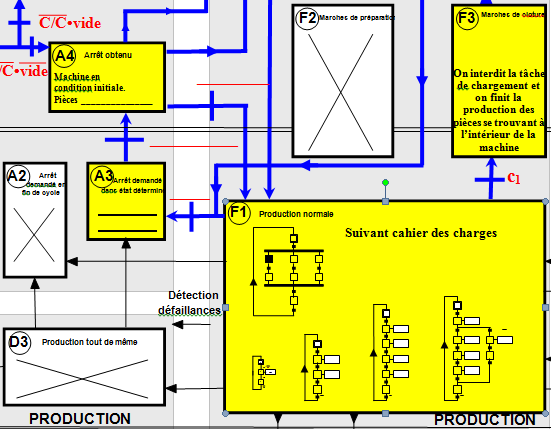 C/C•vide
/C•vide
A4 Arrêt obtenu
Machine en
condition initiale.
Pièces _______________
F2 Marches de préparation
F3 Marches de cloture
On interdit la tâche
de chargement et
on finit la
production des
pièces se trouvant à
l'intérieur de la
machine
A2 Arrêt
demandé en
fin de cycle
A3 Arrêt demandé
dans état déterminé
c1
F1 Production normale
Suivant cahier des charges
Détection
défaillances
D3 Production tout de même
PRODUCTION
PRODUCTION